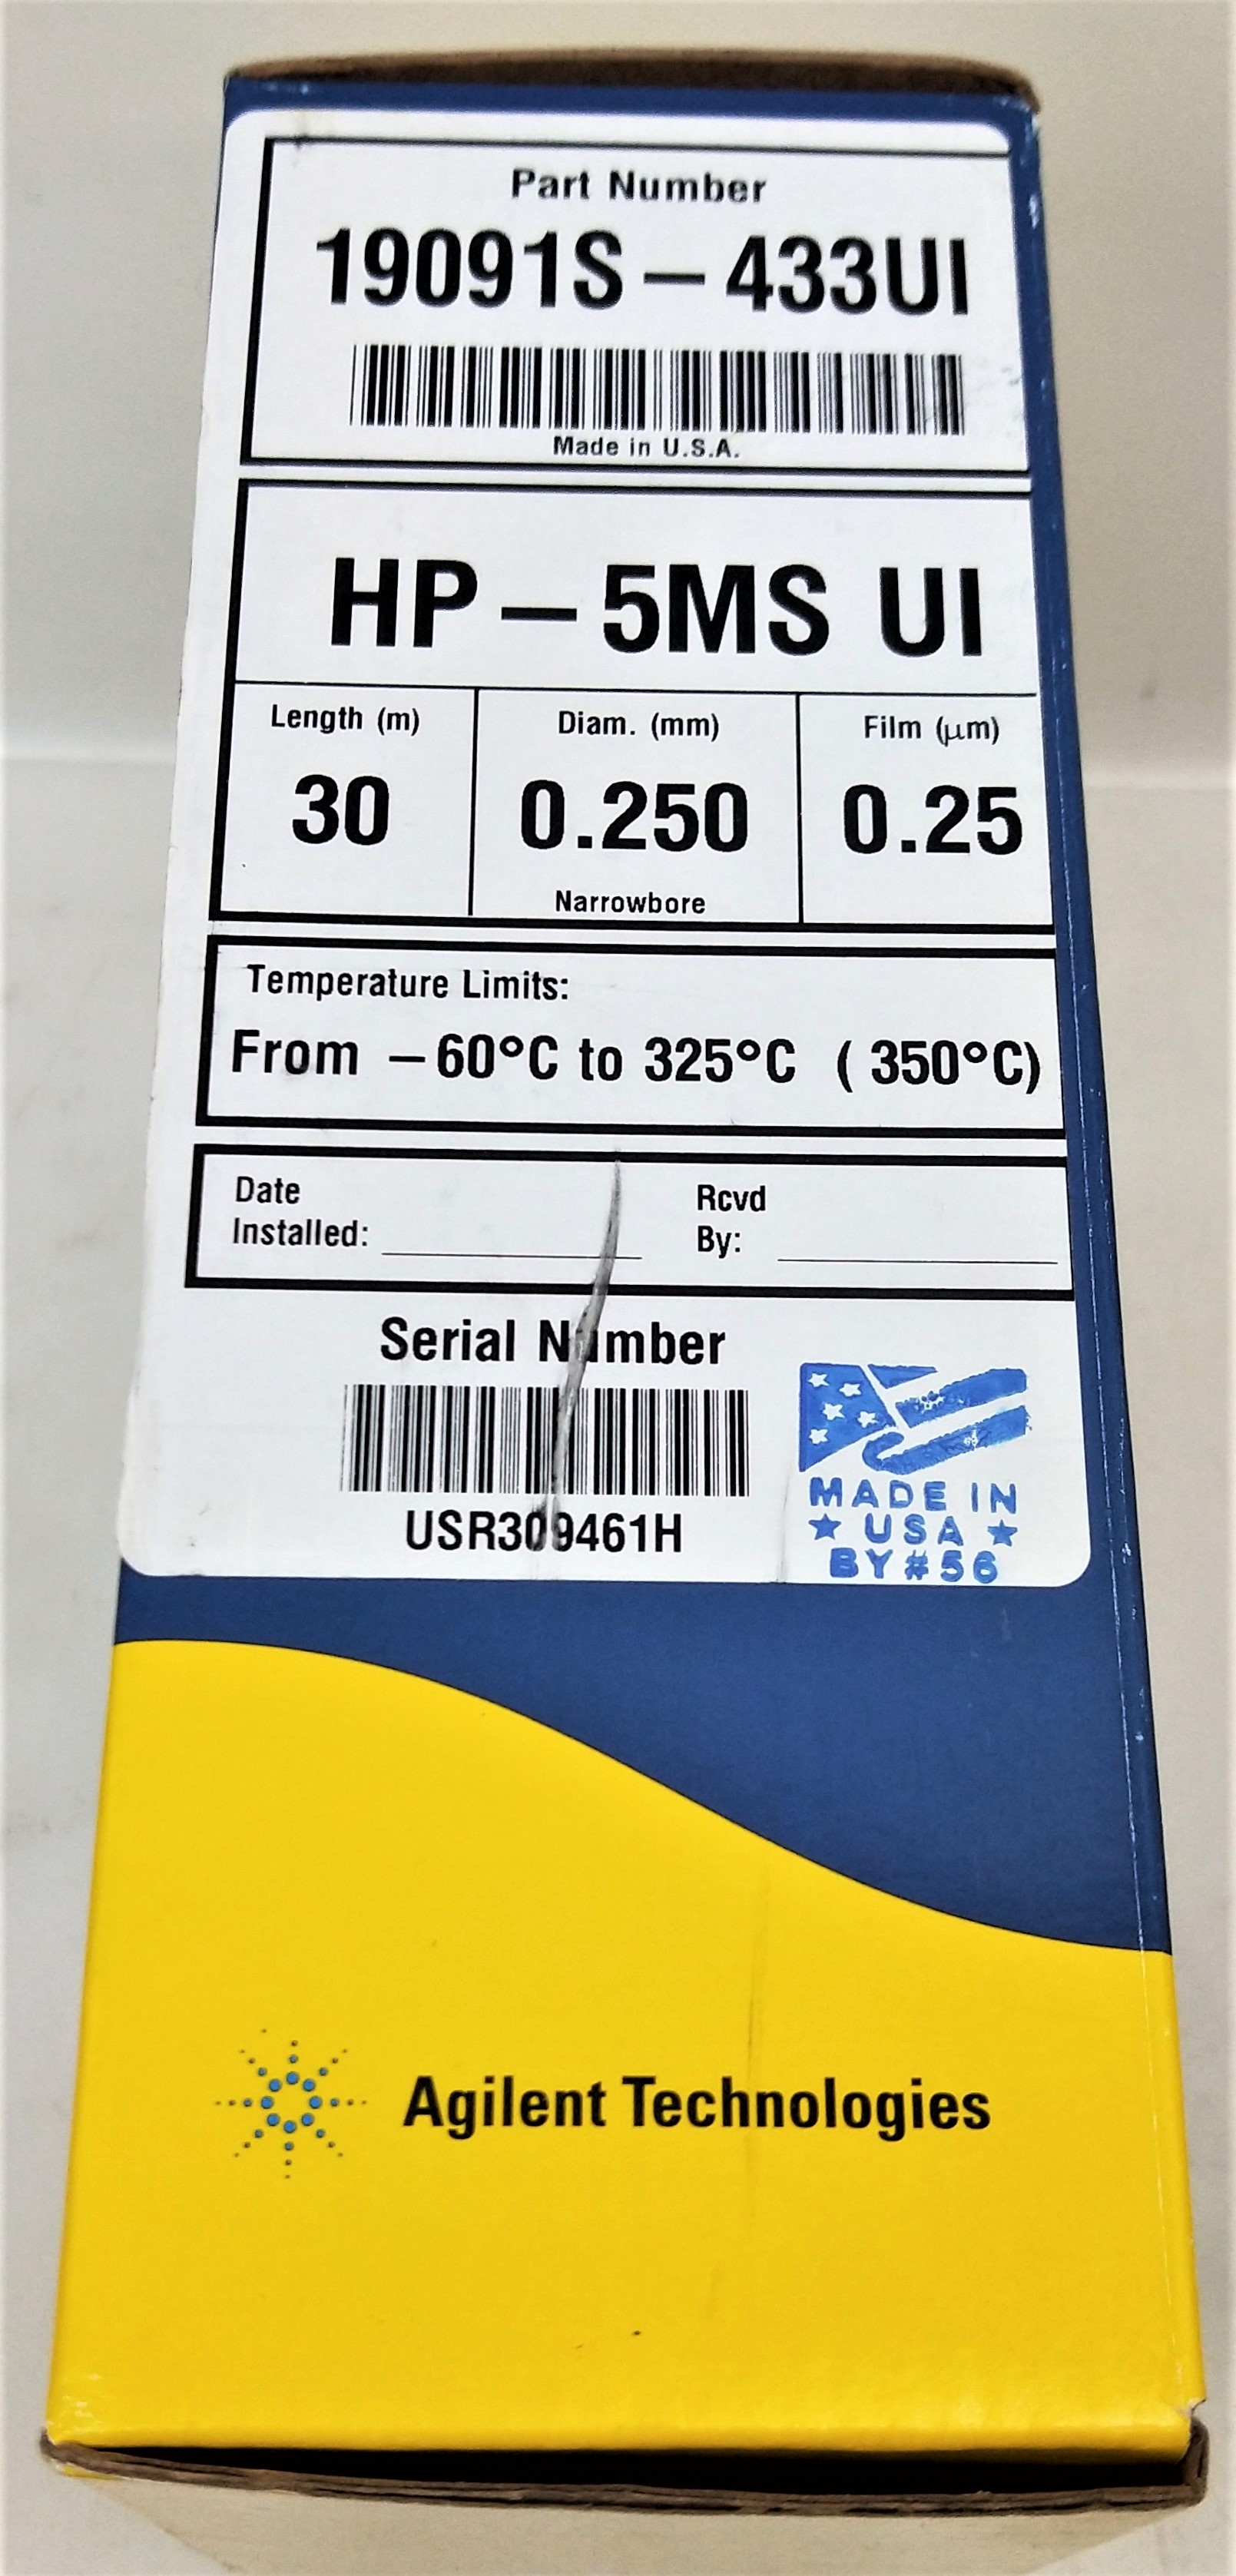 Part Number
19091S – 433UI
Made in U.S.A.
HP – 5MS UI
Length (m) Diam. (mm) Film (μm)
30 0.250 0.25
Narrowbore
Temperature Limits:
From – 60°C to 325°C ( 350°C)
Date Rcvd
Installed: By:
Serial Number
USR309461H
MADE IN
★ USA ★
BY#56
Agilent Technologies